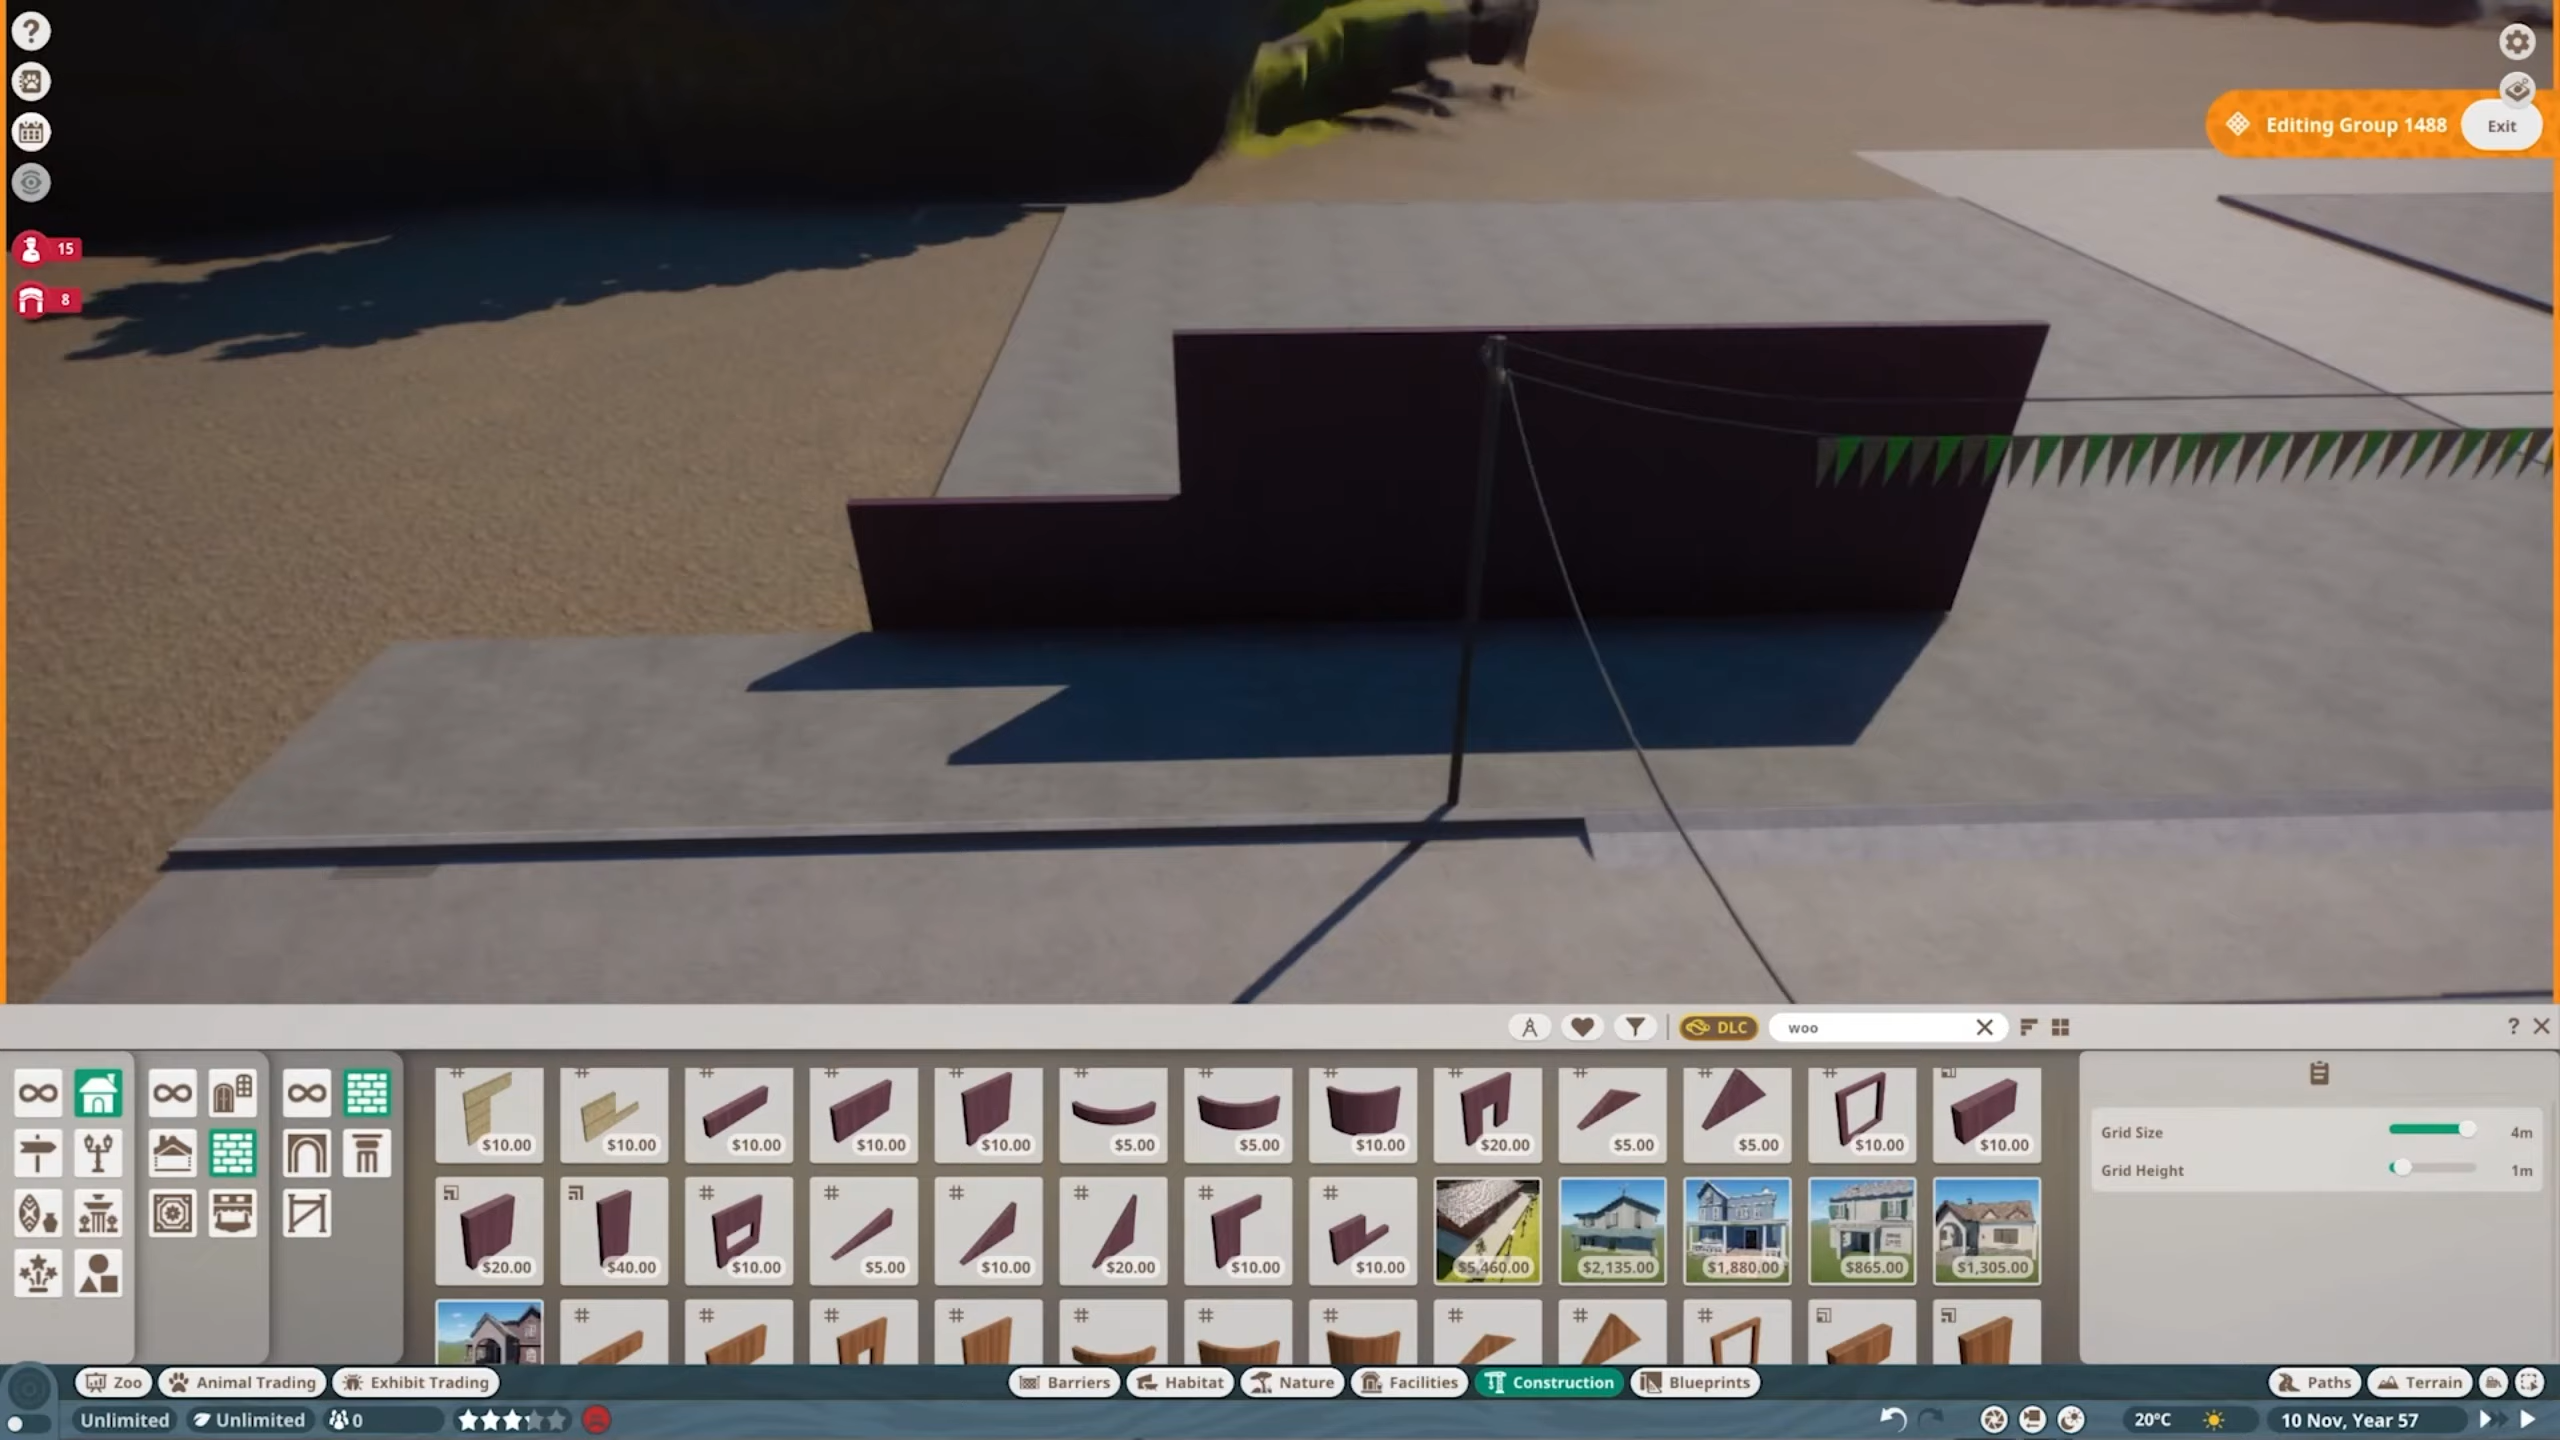 ?
15
8
Editing Group 1488
Exit
DLC
woo
?
$10.00 $10.00 $10.00 $10.00 $10.00 $5.00 $5.00 $10.00 $20.00 $5.00 $5.00 $10.00 $10.00
$20.00 $40.00 $10.00 $5.00 $10.00 $20.00 $10.00 $10.00 $5,460.00 $2,135.00 $1,880.00 $865.00 $1,305.00
Grid Size 4m
Grid Height 1m
Zoo Animal Trading Exhibit Trading Barriers Habitat Nature Facilities Construction Blueprints Paths Terrain
Unlimited Unlimited 0 20°C 10 Nov, Year 57